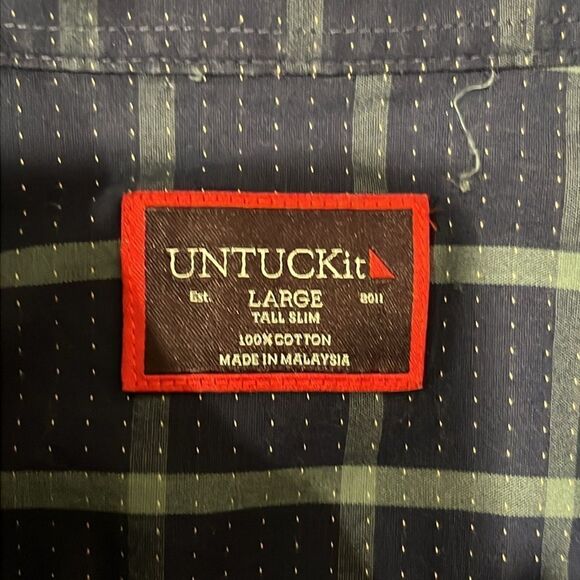 UNTUCKit
Est. LARGE 2011
TALL SLIM
100% COTTON
MADE IN MALAYSIA